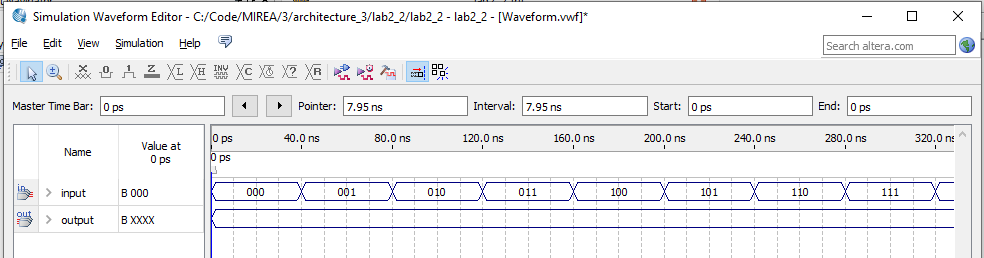 Simulation Waveform Editor - C:/Code/MIREA/3/architecture_3/lab2_2/lab2_2 - lab2_2 - [Waveform.vwf]*
File Edit View Simulation Help
Search altera.com
Master Time Bar: 0 ps Pointer: 7.95 ns Interval: 7.95 ns Start: 0 ps End: 0 ps
Name Value at 0 ps 0 ps 40.0 ns 80.0 ns 120.0 ns 160.0 ns 200.0 ns 240.0 ns 280.0 ns 320.0 ns
0 ps
in input B 000 000 001 010 011 100 101 110 111
out output B XXXX